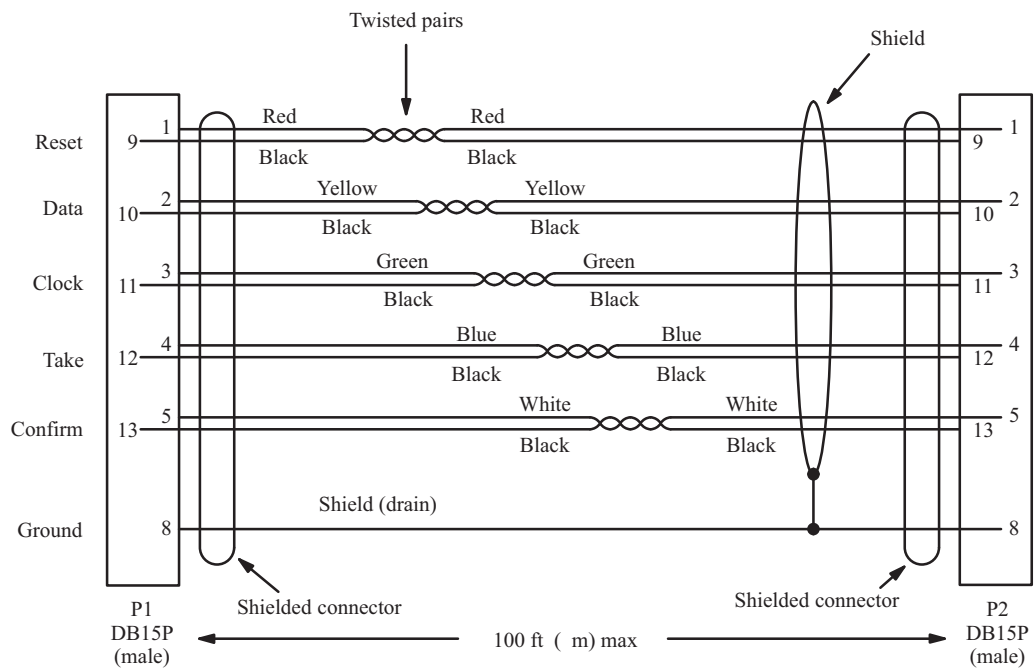 Twisted pairs
Shield
Reset 9 1 Red Red 1 9
Black Black
Data 10 2 Yellow Yellow 2 10
Black Black
Clock 11 3 Green Green 3 11
Black Black
Take 12 4 Blue Blue 4 12
Black Black
Confirm 13 5 White White 5 13
Black Black
Shield (drain)
Ground 8 8
Shielded connector Shielded connector
P1 P2
DB15P DB15P
(male) 100 ft ( m) max (male)